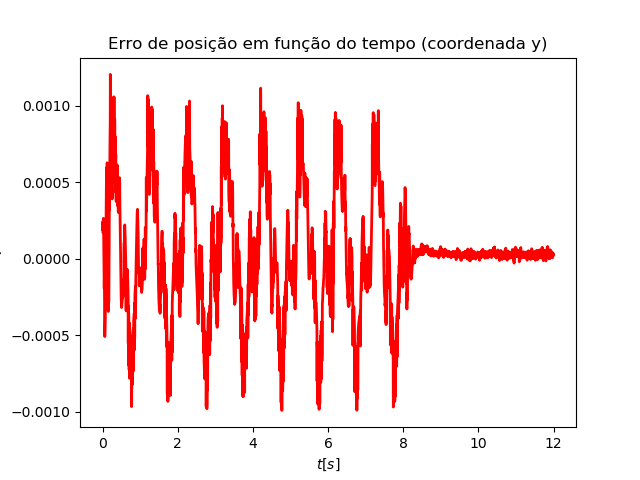 Erro de posição em função do tempo (coordenada y)
0.0010
0.0005
0.0000
−0.0005
−0.0010
0 2 4 6 8 10 12
t[s]